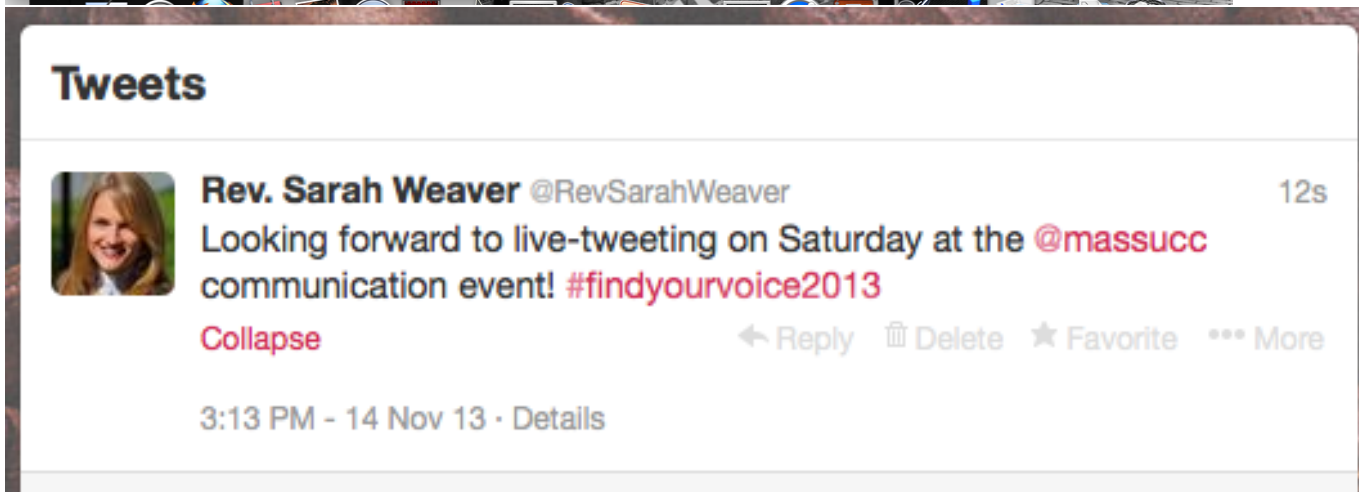 Tweets
Rev. Sarah Weaver @RevSarahWeaver 12s
Looking forward to live-tweeting on Saturday at the @massucc
communication event! #findyourvoice2013
Collapse Reply Delete Favorite More
3:13 PM - 14 Nov 13 · Details